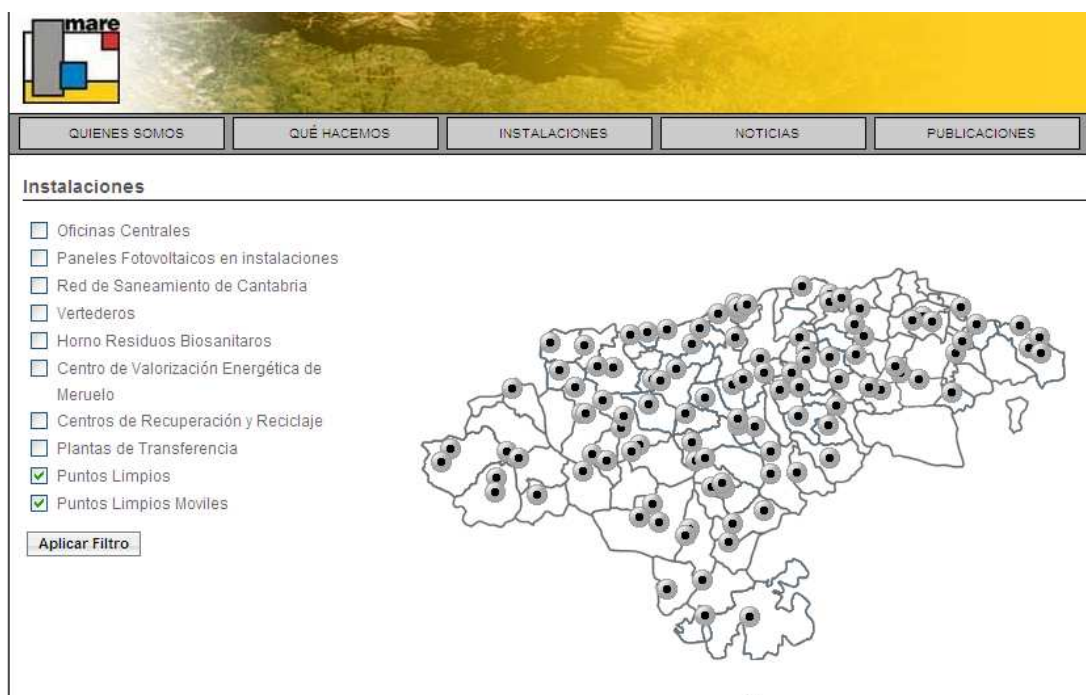 mare
QUIENES SOMOS
QUÉ HACEMOS
INSTALACIONES
NOTICIAS
PUBLICACIONES
Instalaciones
Oficinas Centrales
Paneles Fotovoltaicos en instalaciones
Red de Saneamiento de Cantabria
Vertederos
Horno Residuos Biosanitaros
Centro de Valorización Energética de
Meruelo
Centros de Recuperación y Reciclaje
Plantas de Transferencia
Puntos Limpios
Puntos Limpios Moviles
Aplicar Filtro